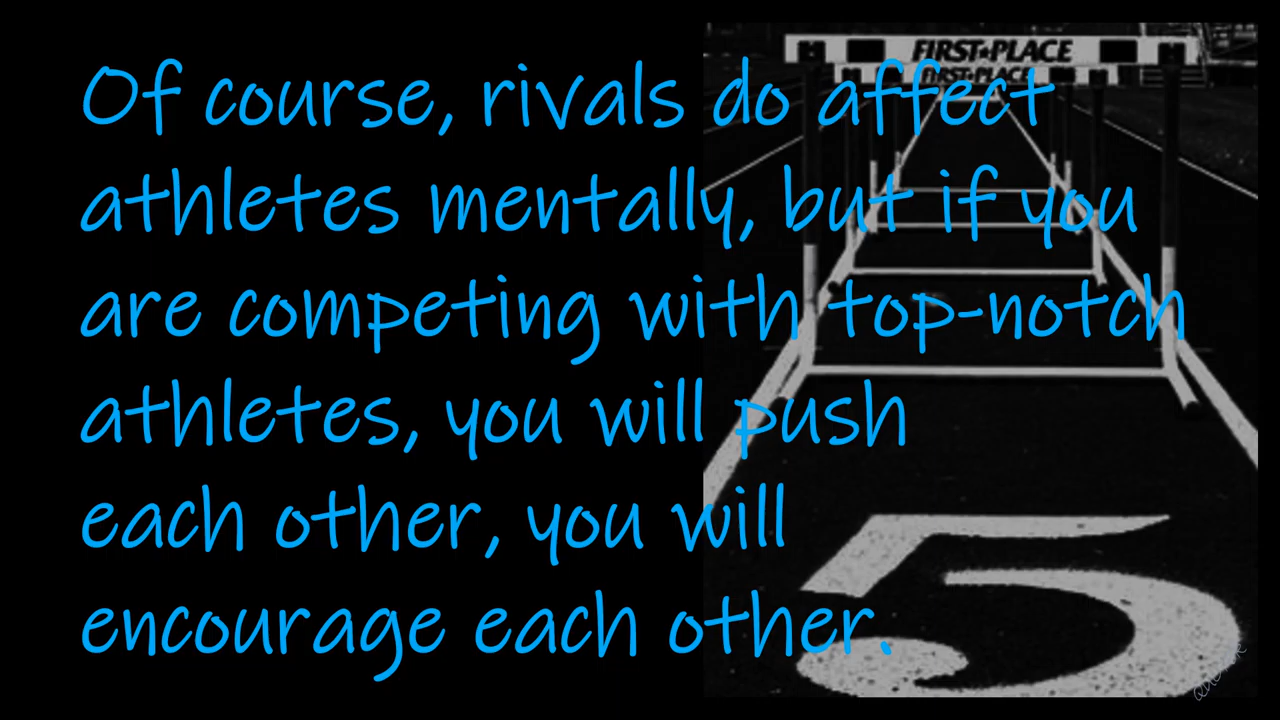 FIRST★PLACE
FIRST★PLACE
Of course, rivals do affect
athletes mentally, but if you
are competing with top-notch
athletes, you will push
each other, you will
encourage each other.
5